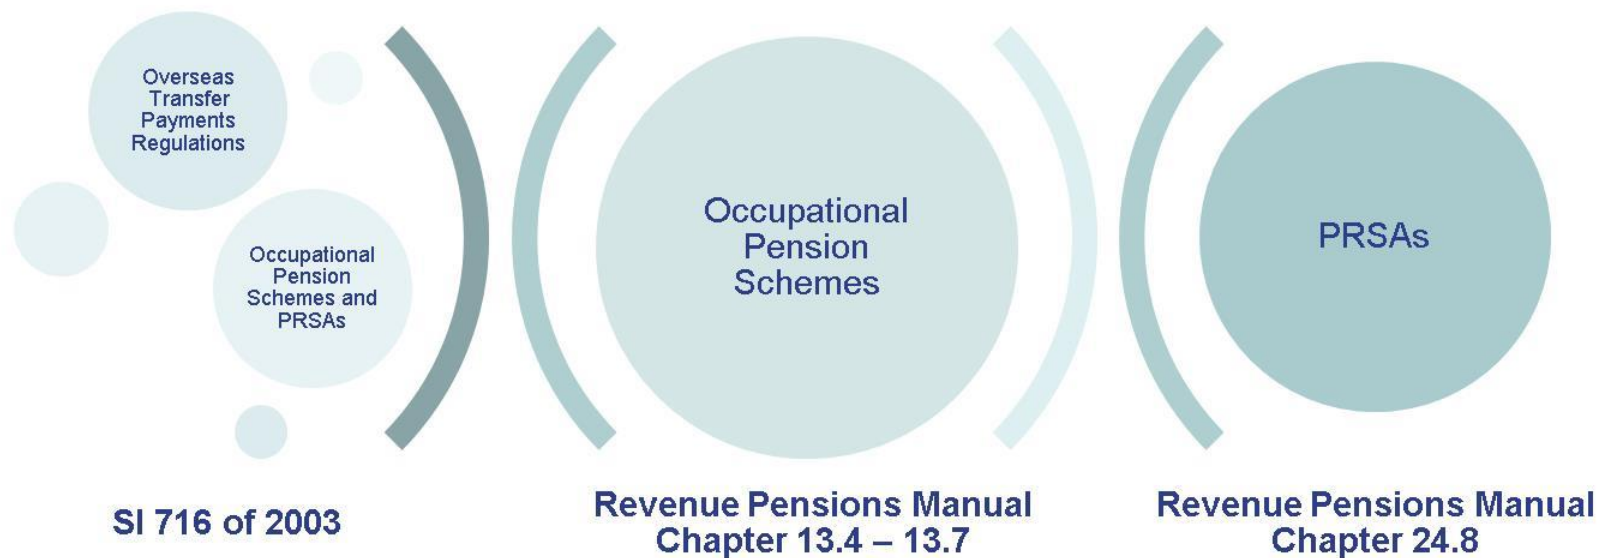 Overseas
Transfer
Payments
Regulations
Occupational
Pension
Schemes and
PRSAs
SI 716 of 2003
Occupational
Pension
Schemes
Revenue Pensions Manual
Chapter 13.4 – 13.7
PRSAs
Revenue Pensions Manual
Chapter 24.8